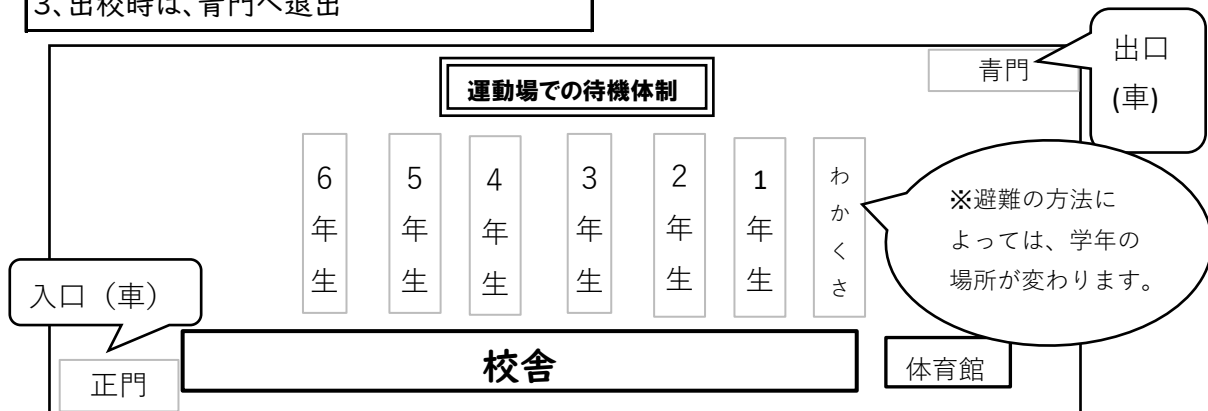 3、出校時は、青門へ退出
出口
(車)
青門
運動場での待機体制
6年生
5年生
4年生
3年生
2年生
1年生
わかくさ
※避難の方法に
よっては、学年の
場所が変わります。
入口（車）
校舎
体育館
正門